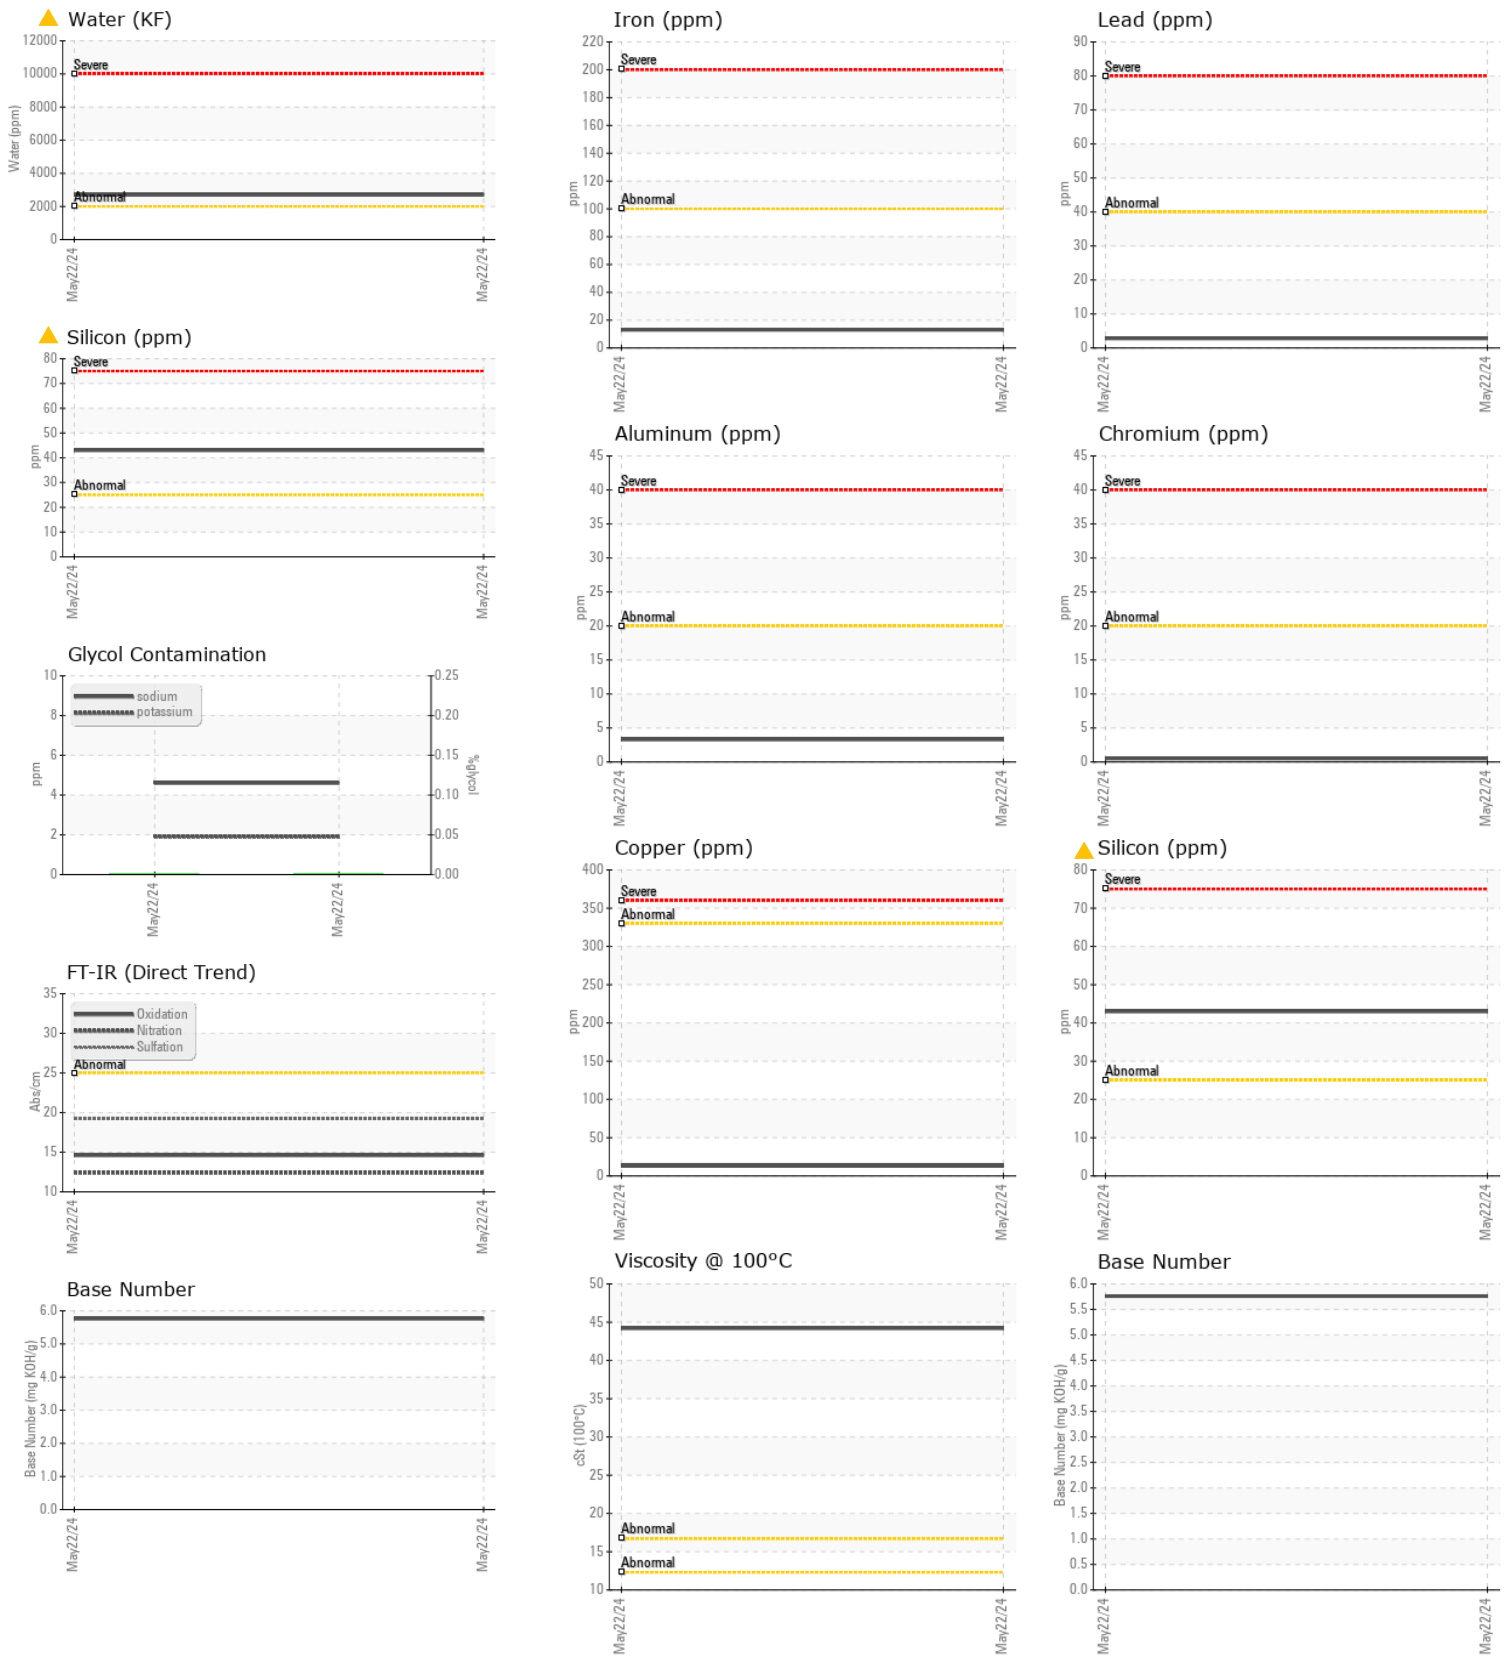 Water (KF)
12000
10000
8000
6000
4000
2000
0
Water (ppm)
Severe
Abnormal
May22/24
May22/24
Silicon (ppm)
80
70
60
50
40
30
20
10
0
ppm
Severe
Abnormal
May22/24
May22/24
Glycol Contamination
10
8
6
4
2
0
ppm
sodium
potassium
0.25
0.20
0.15
0.10
0.05
0.00
%glycol
May22/24
May22/24
FT-IR (Direct Trend)
35
30
25
20
15
10
Abs/cm
Oxidation
Nitration
Sulfation
Abnormal
May22/24
May22/24
Base Number
6.0
5.0
4.0
3.0
2.0
1.0
0.0
Base Number (mg KOH/g)
May22/24
May22/24
Iron (ppm)
220
200
180
160
140
120
100
80
60
40
20
0
ppm
Severe
Abnormal
May22/24
May22/24
Lead (ppm)
90
80
70
60
50
40
30
20
10
0
ppm
Severe
Abnormal
May22/24
May22/24
Aluminum (ppm)
45
40
35
30
25
20
15
10
5
0
ppm
Severe
Abnormal
May22/24
May22/24
Chromium (ppm)
45
40
35
30
25
20
15
10
5
0
ppm
Severe
Abnormal
May22/24
May22/24
Copper (ppm)
400
350
300
250
200
150
100
50
0
ppm
Severe
Abnormal
May22/24
May22/24
Silicon (ppm)
80
70
60
50
40
30
20
10
0
ppm
Severe
Abnormal
May22/24
May22/24
Viscosity @ 100°C
50
45
40
35
30
25
20
15
10
cSt (100°C)
Abnormal
Abnormal
May22/24
May22/24
Base Number
6.0
5.5
5.0
4.5
4.0
3.5
3.0
2.5
2.0
1.5
1.0
0.5
0.0
Base Number (mg KOH/g)
May22/24
May22/24